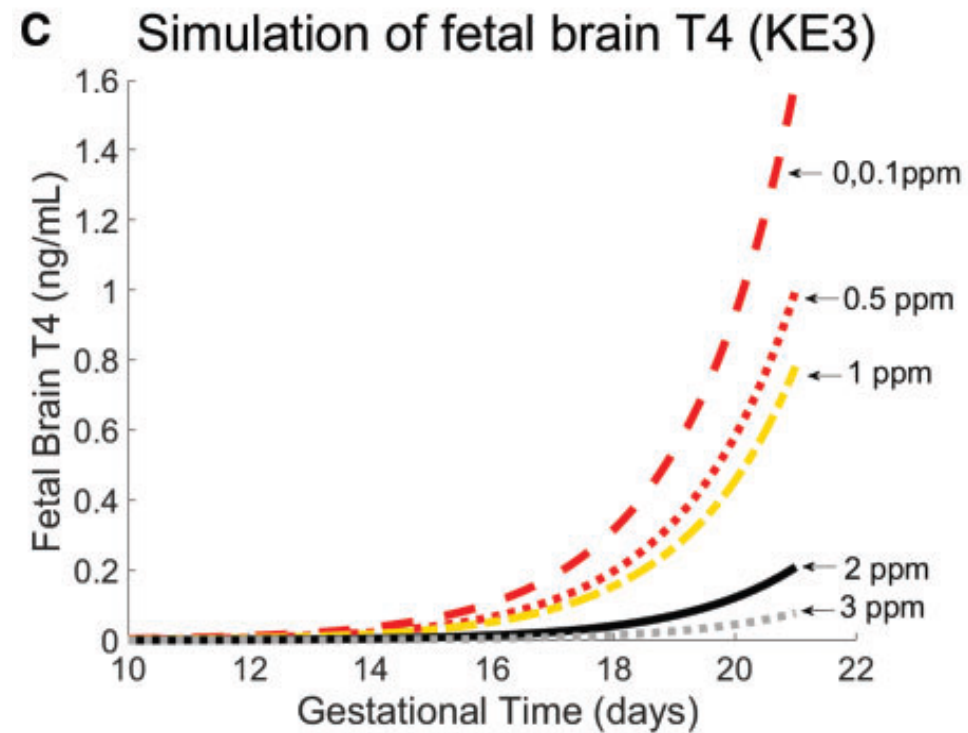 C Simulation of fetal brain T4 (KE3)
Fetal Brain T4 (ng/mL)
1.6
1.4
1.2
1
0.8
0.6
0.4
0.2
0
0,0.1ppm
0.5 ppm
1 ppm
2 ppm
3 ppm
10 12 14 16 18 20 22
Gestational Time (days)